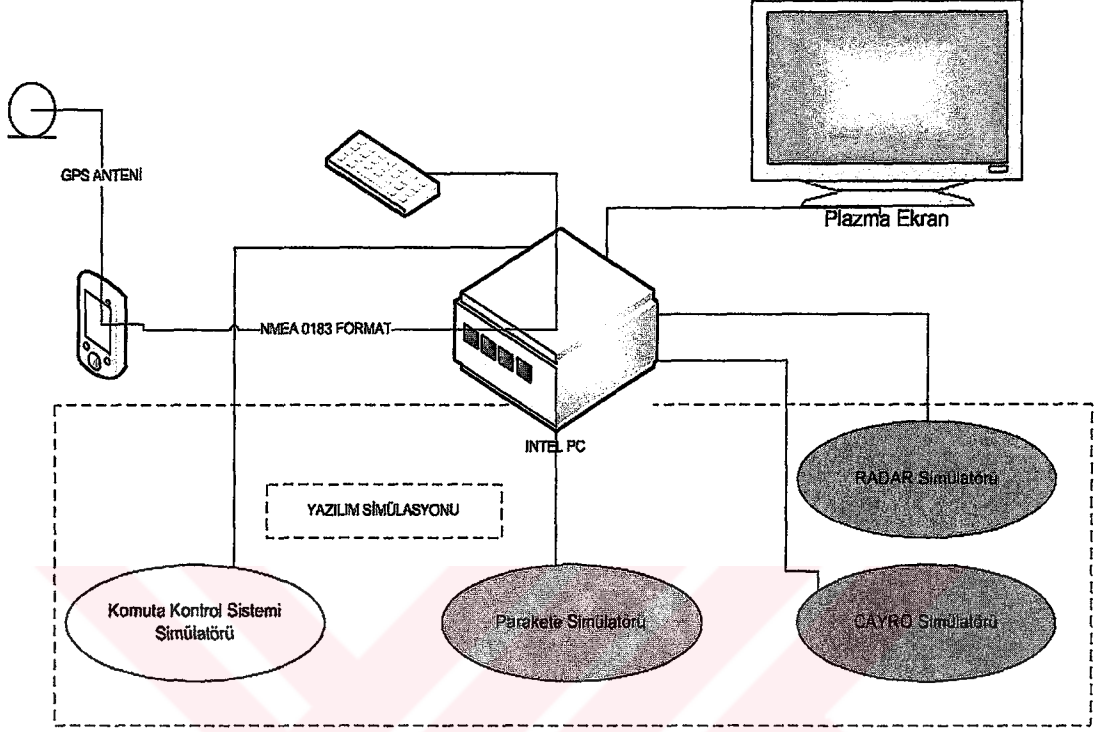 GPS ANTENİ
Plazma Ekran
NMEA 0183 FORMAT
INTEL PC
RADAR Simülatörü
YAZILIM SİMÜLASYONU
Komuta Kontrol Sistemi
Simülatörü
Parakete Simülatörü
CAYRO Simülatörü